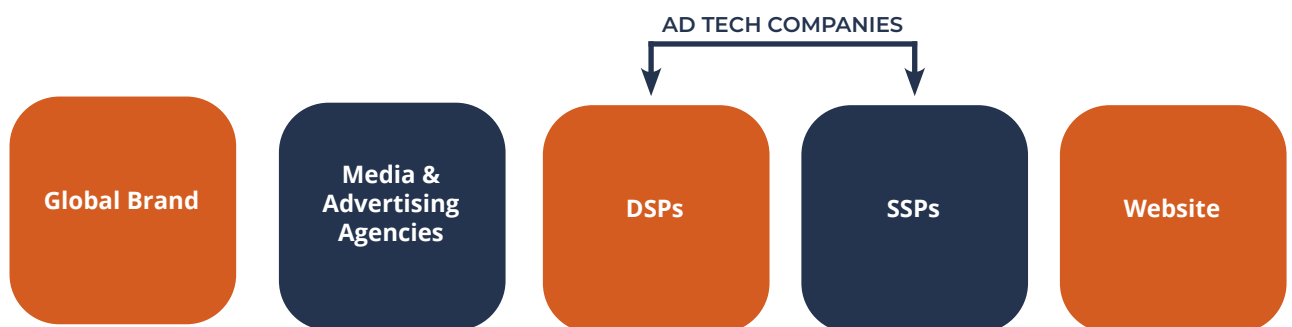 AD TECH COMPANIES
Global Brand
Media &
Advertising
Agencies
DSPs
SSPs
Website